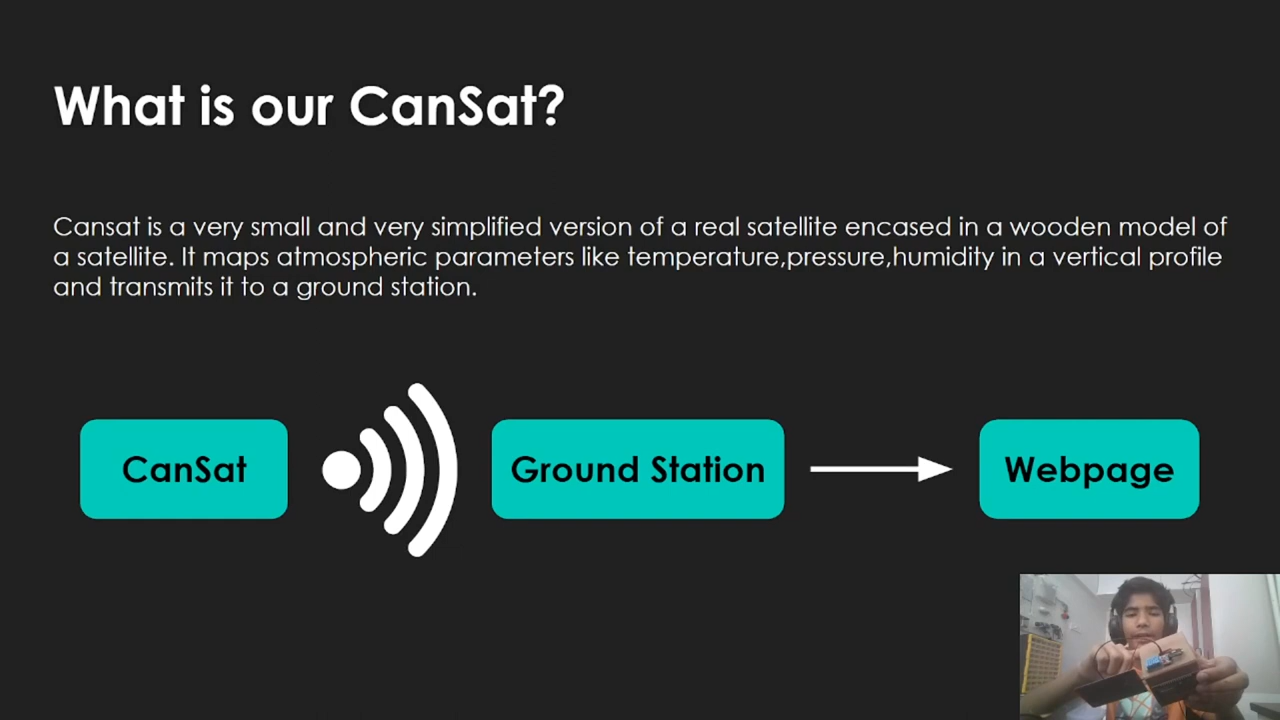 What is our CanSat?
Cansat is a very small and very simplified version of a real satellite encased in a wooden model of
a satellite. It maps atmospheric parameters like temperature,pressure,humidity in a vertical profile
and transmits it to a ground station.
CanSat
Ground Station
Webpage